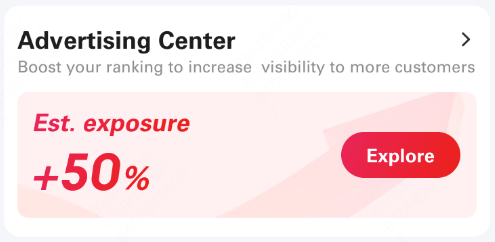 Advertising Center
Boost your ranking to increase visibility to more customers
Est. exposure
+50%
Explore